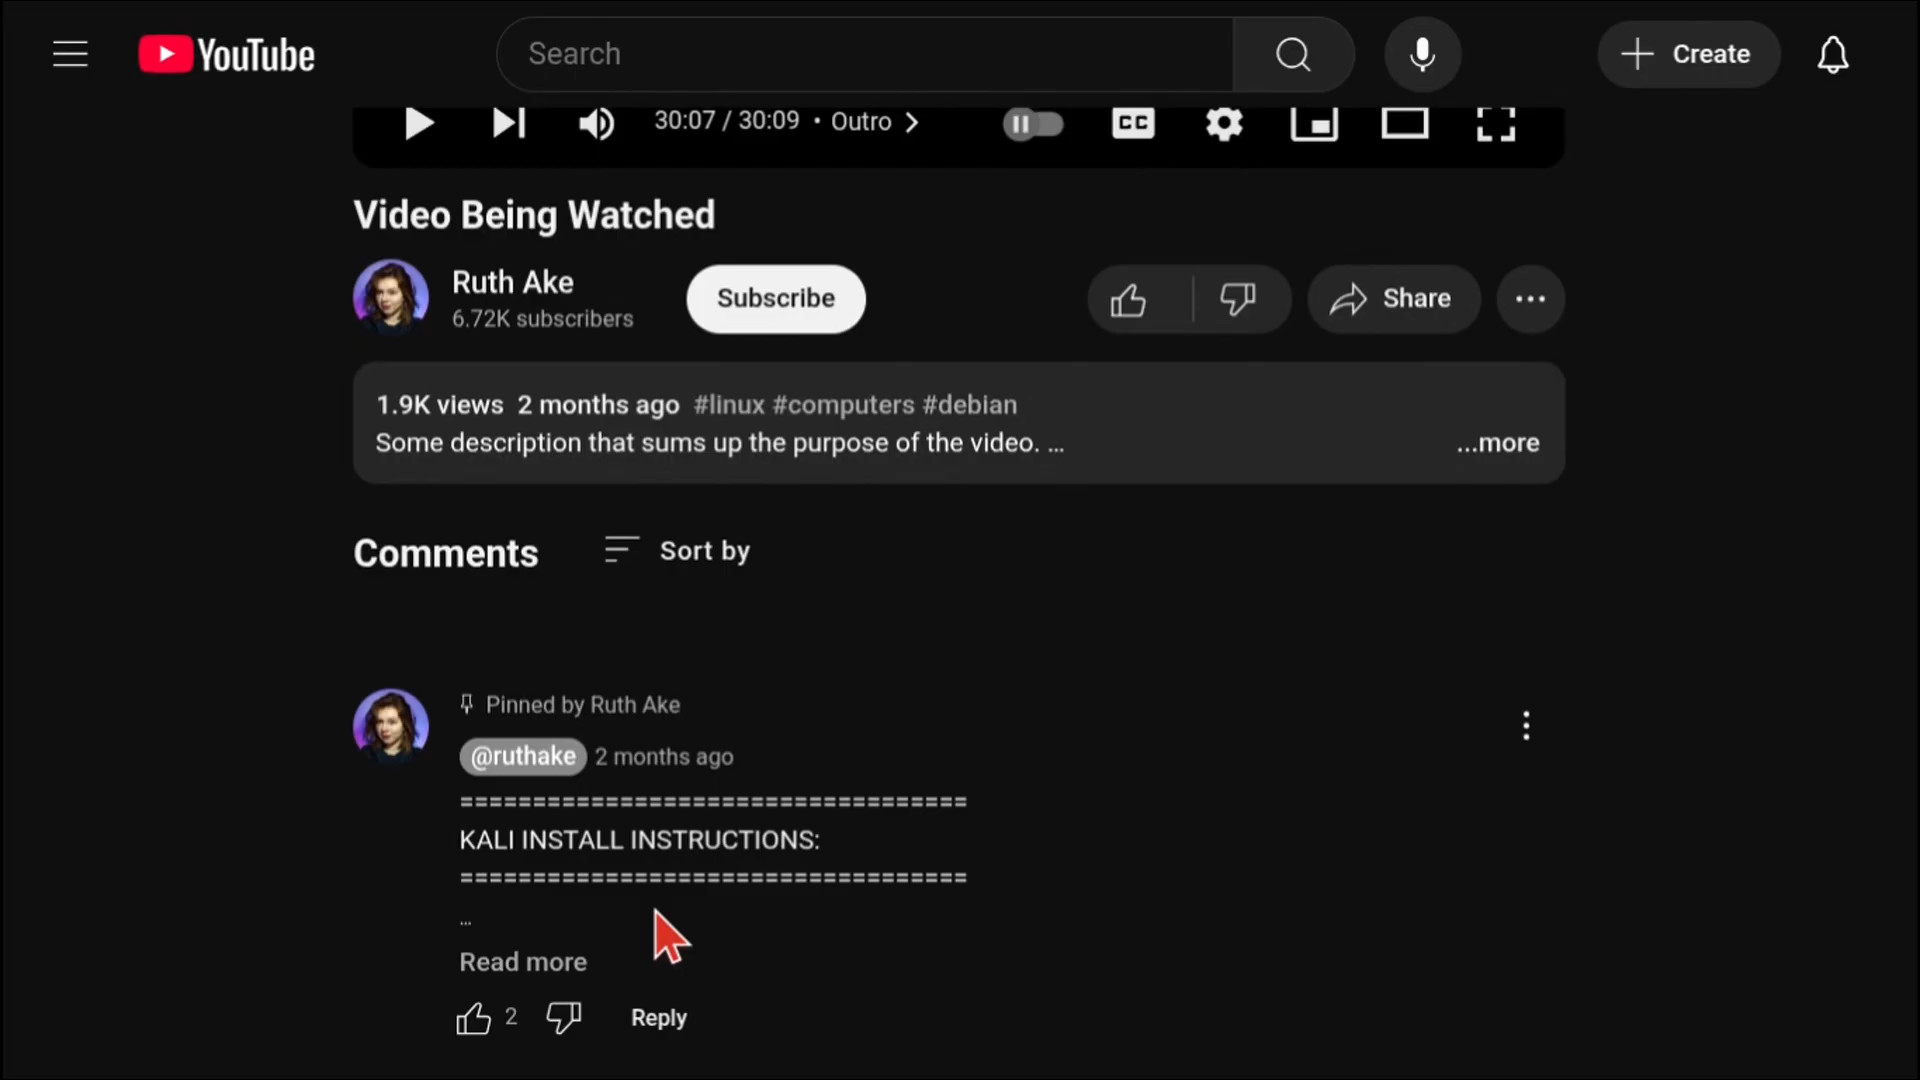 YouTube
Search
Create
30:07 / 30:09 • Outro
CC
Video Being Watched
Ruth Ake
6.72K subscribers
Subscribe
Share
1.9K views 2 months ago #linux #computers #debian
Some description that sums up the purpose of the video. ...
...more
Comments
Sort by
Pinned by Ruth Ake
@ruthake 2 months ago
===================================
KALI INSTALL INSTRUCTIONS:
===================================
...
Read more
2
Reply